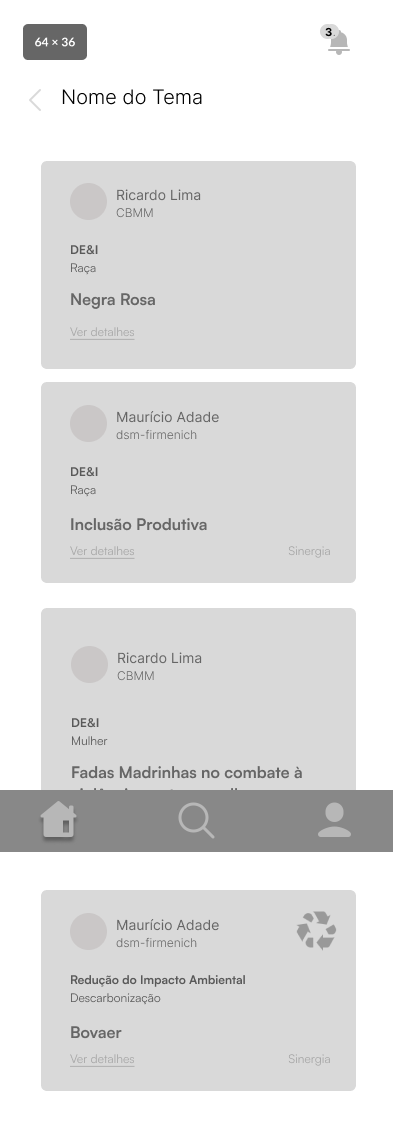 64 × 36
3
Nome do Tema
Ricardo Lima
CBMM
DE&I
Raça
Negra Rosa
Ver detalhes
Maurício Adade
dsm-firmenich
DE&I
Raça
Inclusão Produtiva
Ver detalhes
Sinergia
Ricardo Lima
CBMM
DE&I
Mulher
Fadas Madrinhas no combate à
Maurício Adade
dsm-firmenich
Redução do Impacto Ambiental
Descarbonização
Bovaer
Ver detalhes
Sinergia